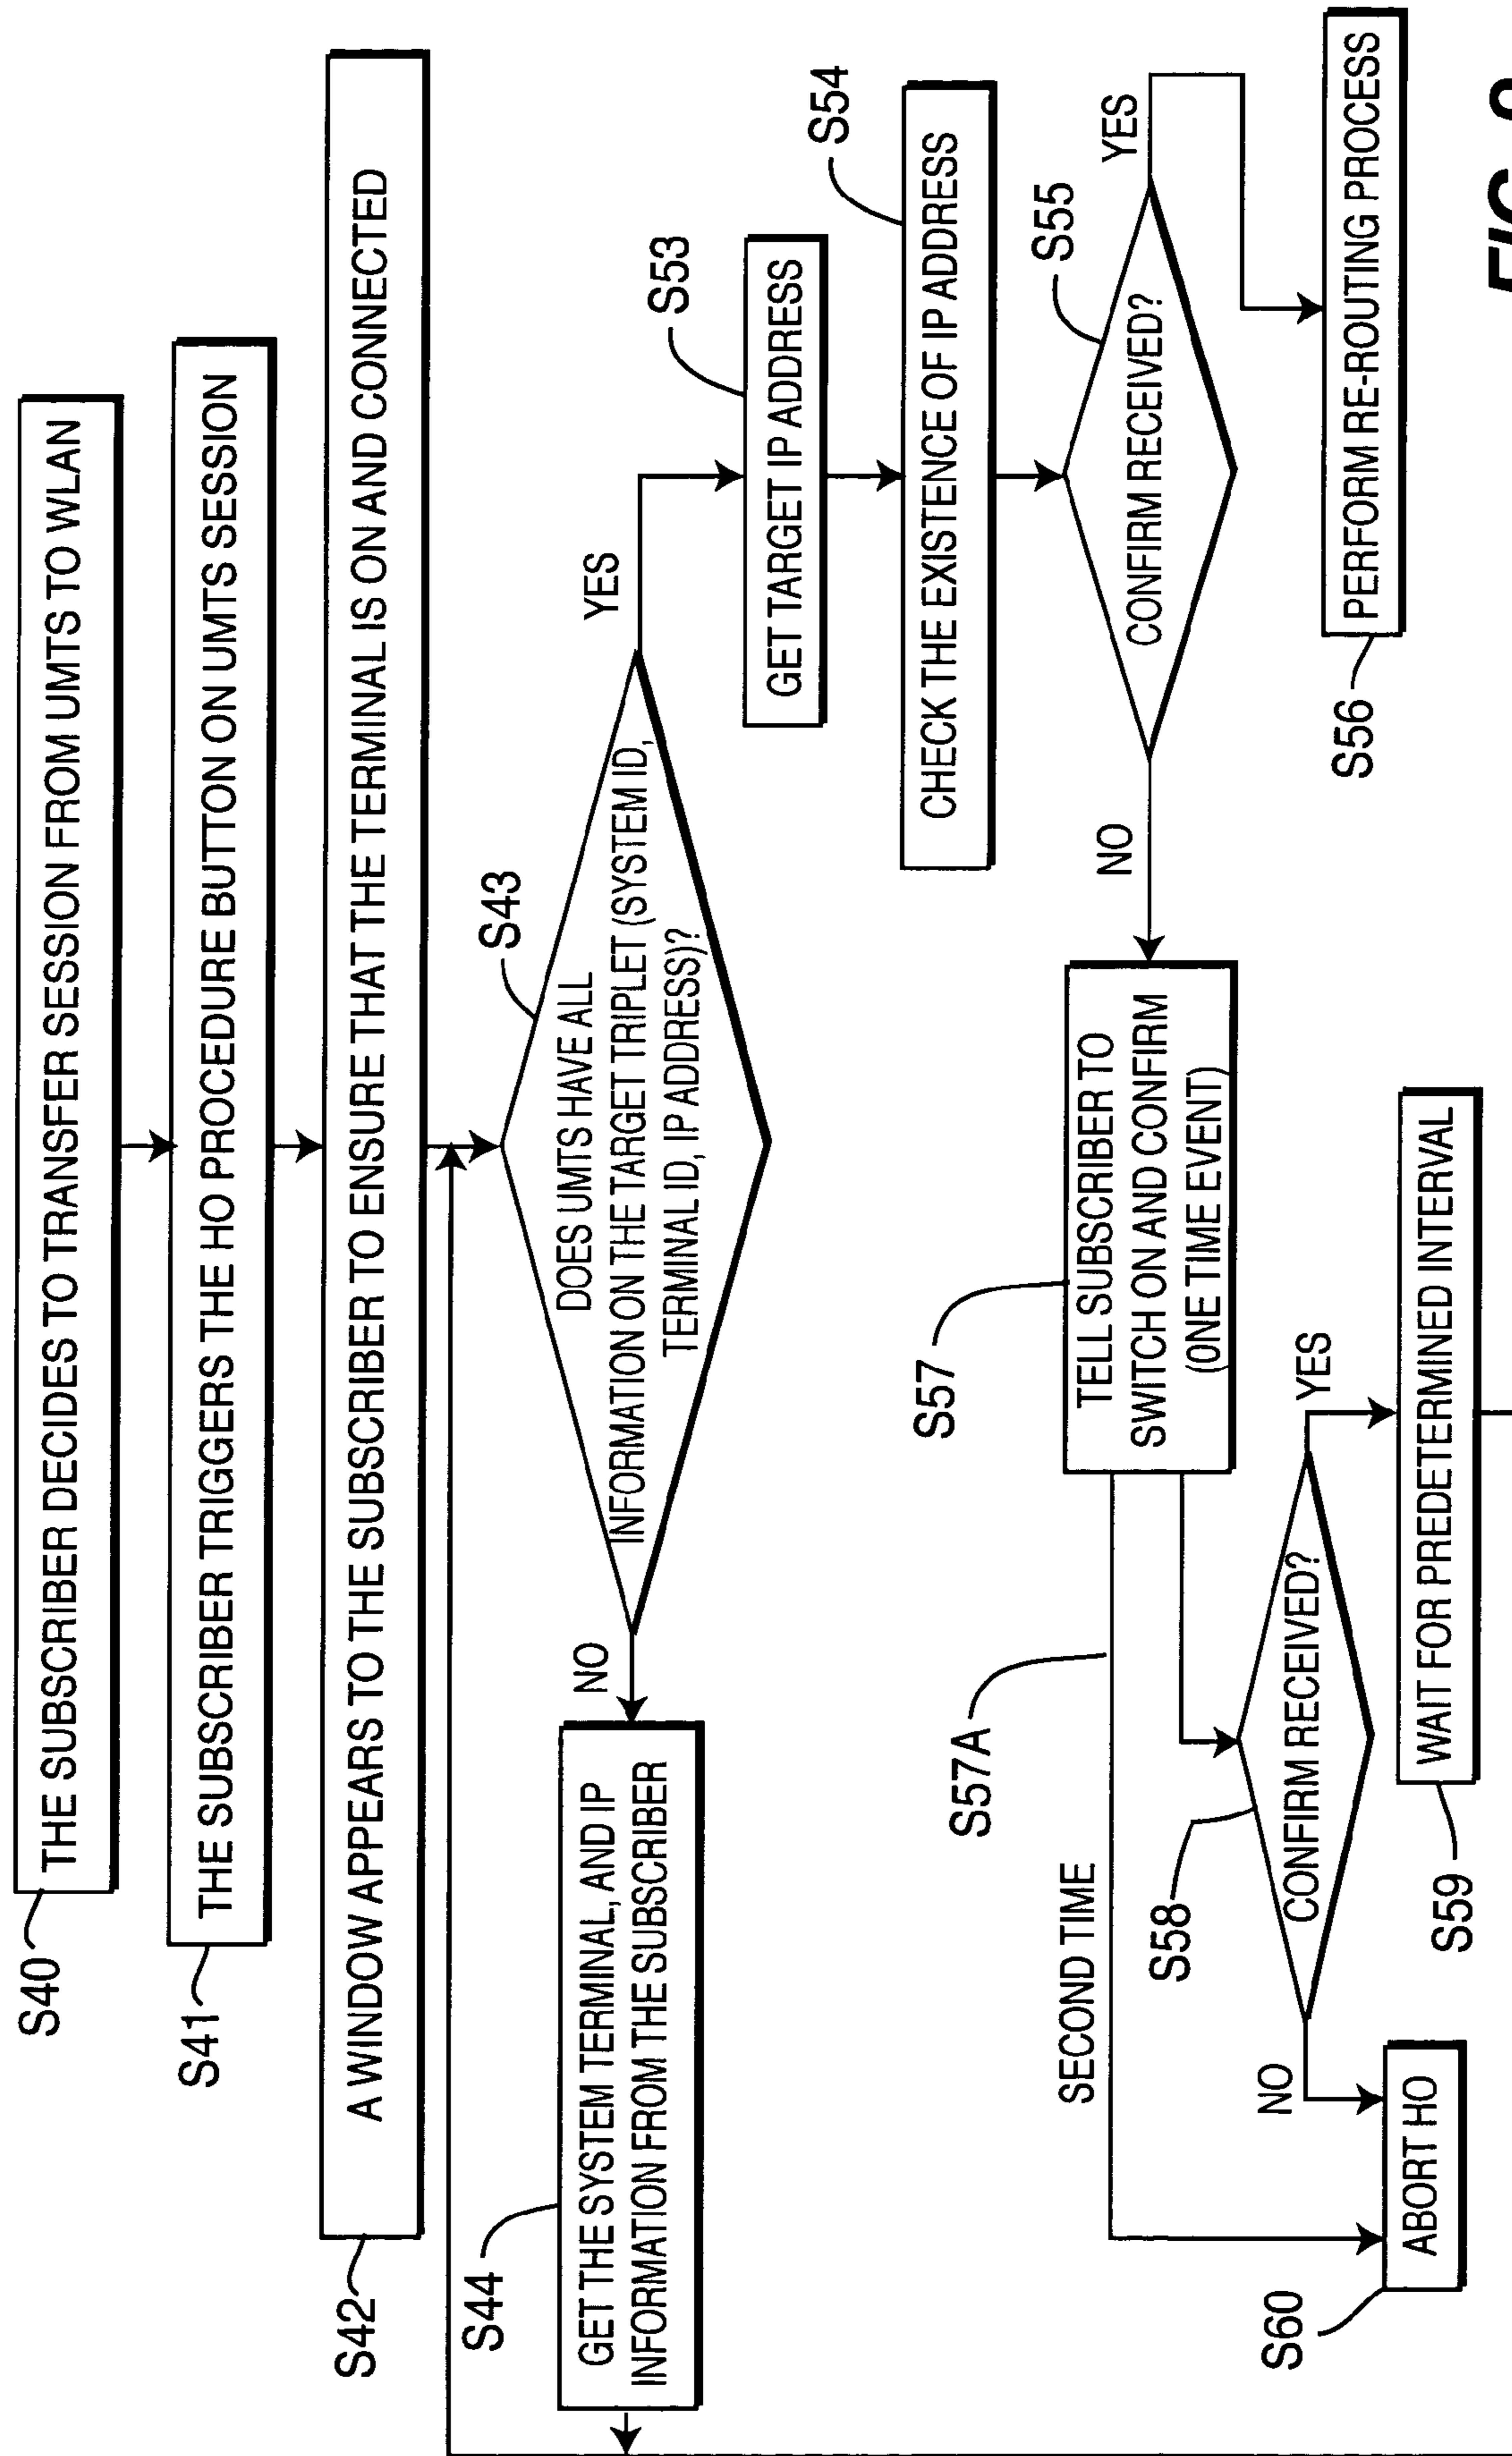 S40
THE SUBSCRIBER DECIDES TO TRANSFER SESSION FROM UMTS TO WLAN
S41
THE SUBSCRIBER TRIGGERS THE HO PROCEDURE BUTTON ON UMTS SESSION
S42
A WINDOW APPEARS TO THE SUBSCRIBER TO ENSURE THAT THE TERMINAL IS ON AND CONNECTED
S43
DOES UMTS HAVE ALL
INFORMATION ON THE TARGET TRIPLET (SYSTEM ID,
TERMINAL ID, IP ADDRESS)?
NO
YES
S44
GET THE SYSTEM TERMINAL, AND IP
INFORMATION FROM THE SUBSCRIBER
S53
GET TARGET IP ADDRESS
S54
CHECK THE EXISTENCE OF IP ADDRESS
S55
CONFIRM RECEIVED?
NO
YES
S56
PERFORM RE-ROUTING PROCESS
S57
TELL SUBSCRIBER TO
SWITCH ON AND CONFIRM
(ONE TIME EVENT)
S57A
SECOND TIME
S58
CONFIRM RECEIVED?
NO
YES
S59
WAIT FOR PREDETERMINED INTERVAL
S60
ABORT HO
FIG.